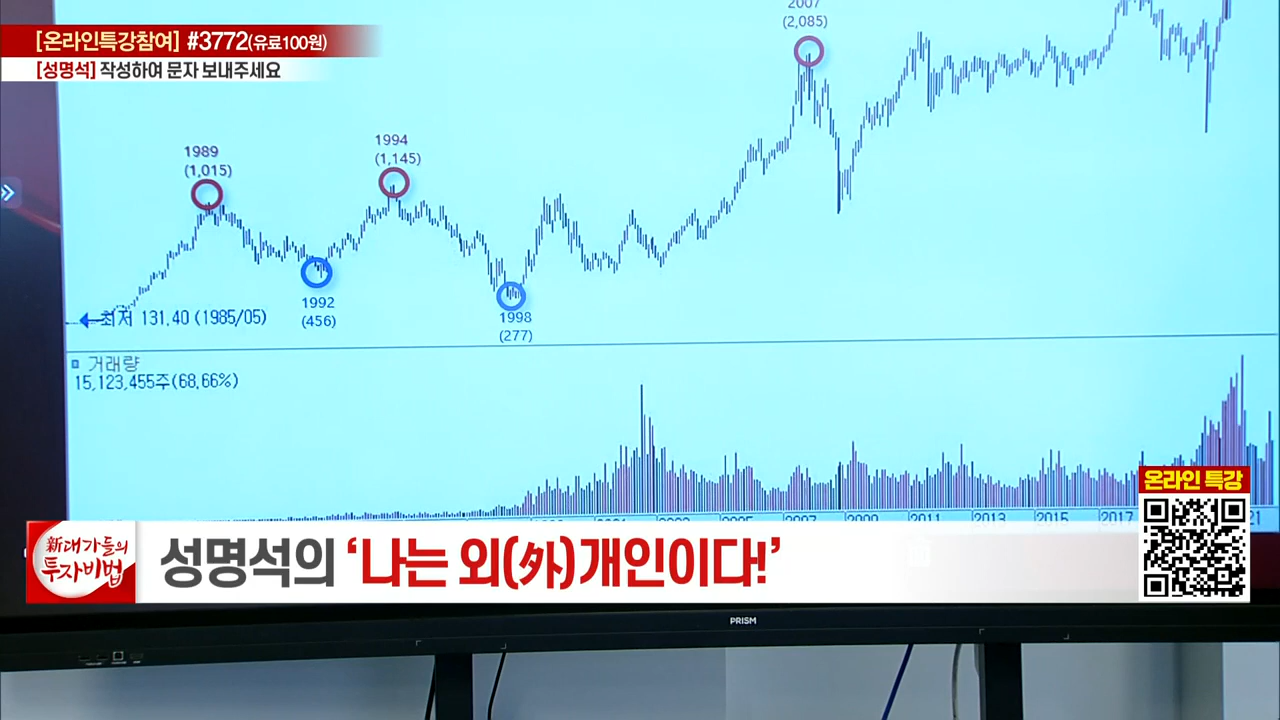 [온라인특강참여] #3772(유료100원)
[성명석] 작성하여 문자 보내주세요
2007
(2,085)
1994
(1,145)
1989
(1,015)
1992
(456)
1998
(277)
최저 131.40 (1985/05)
거래량
15,123,455주(68.66%)
2003 2005 2007 2009 2011 2013 2015 2017
온라인 특강
新대가들의
투자비법
성명석의 ‘나는 외(外)개인이다!’
PRISM